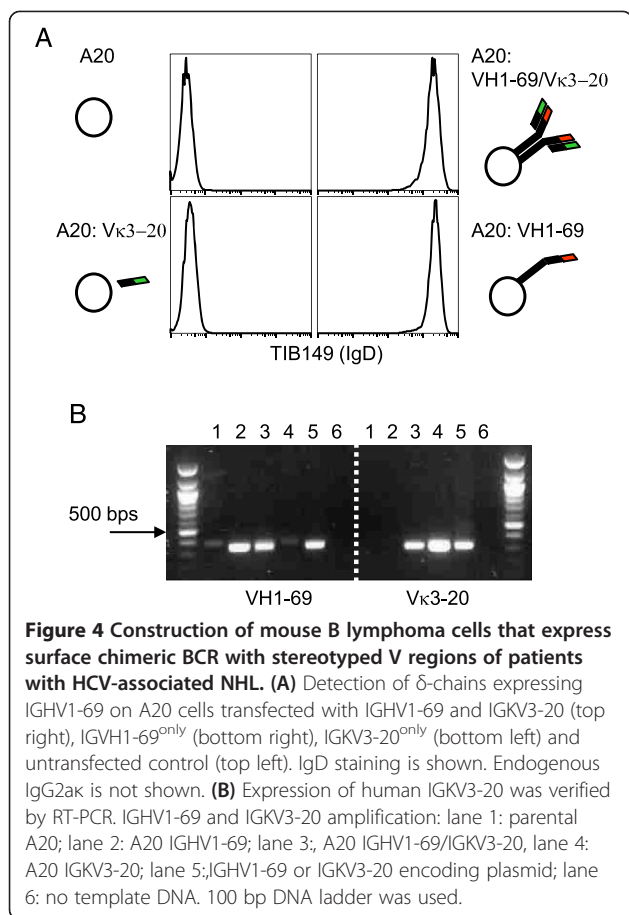 A
A20
A20:
VH1-69/Vκ3–20
A20: Vκ3–20
A20: VH1-69
TIB149 (IgD)
B
1 2 3 4 5 6 1 2 3 4 5 6
500 bps
VH1-69 Vκ3-20
Figure 4 Construction of mouse B lymphoma cells that express
surface chimeric BCR with stereotyped V regions of patients
with HCV-associated NHL. (A) Detection of δ-chains expressing
IGHV1-69 on A20 cells transfected with IGHV1-69 and IGKV3-20 (top
right), IGVH1-69only (bottom right), IGKV3-20only (bottom left) and
untransfected control (top left). IgD staining is shown. Endogenous
IgG2aκ is not shown. (B) Expression of human IGKV3-20 was verified
by RT-PCR. IGHV1-69 and IGKV3-20 amplification: lane 1: parental
A20; lane 2: A20 IGHV1-69; lane 3:, A20 IGHV1-69/IGKV3-20, lane 4:
A20 IGKV3-20; lane 5:,IGHV1-69 or IGKV3-20 encoding plasmid; lane
6: no template DNA. 100 bp DNA ladder was used.